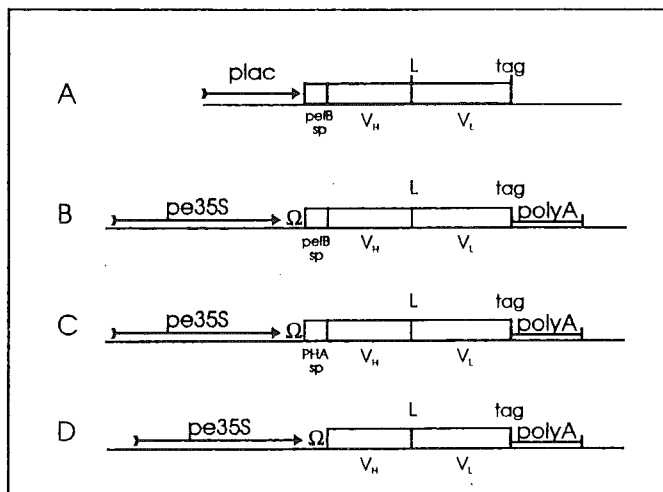 A
plac
L
tag
pelB
sp
VH
VL
B
pe35S
Ω
L
tag
polyA
pelB
sp
VH
VL
C
pe35S
Ω
L
tag
polyA
PHA
sp
VH
VL
D
pe35S
Ω
L
tag
polyA
VH
VL